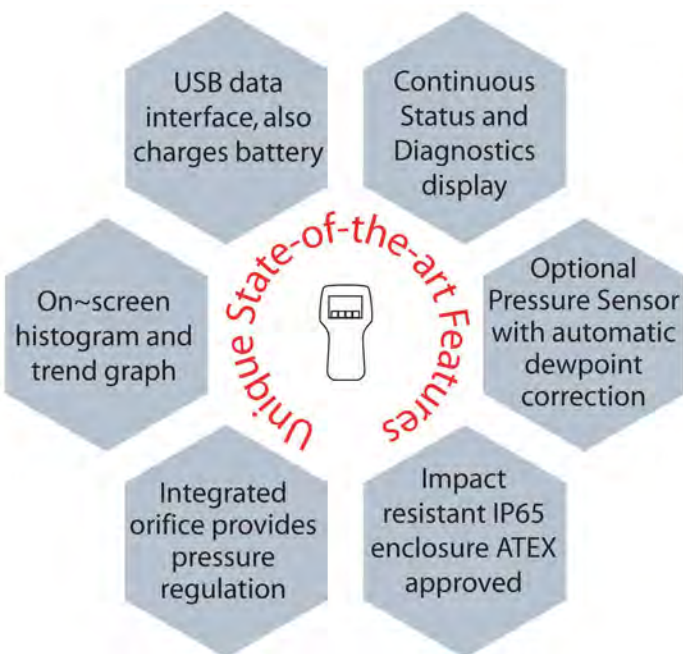 USB data
interface, also
charges battery
Continuous
Status and
Diagnostics
display
Unique State-of-the-art Features
On~screen
histogram and
trend graph
Optional
Pressure Sensor
with automatic
dewpoint
correction
Integrated
orifice provides
pressure
regulation
Impact
resistant IP65
enclosure ATEX
approved